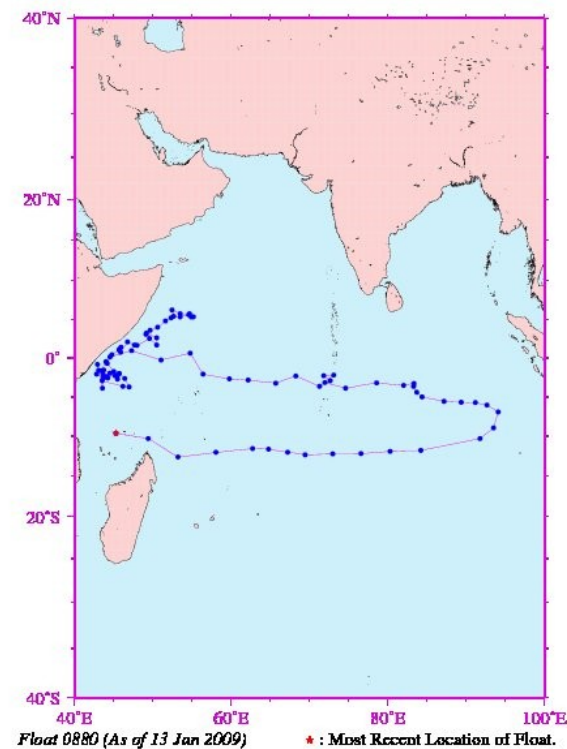 40°N
20°N
0°
20°S
40°S
40°E 60°E 80°E 100°E
Float 0880 (As of 13 Jan 2009) ★ : Most Recent Location of Float.